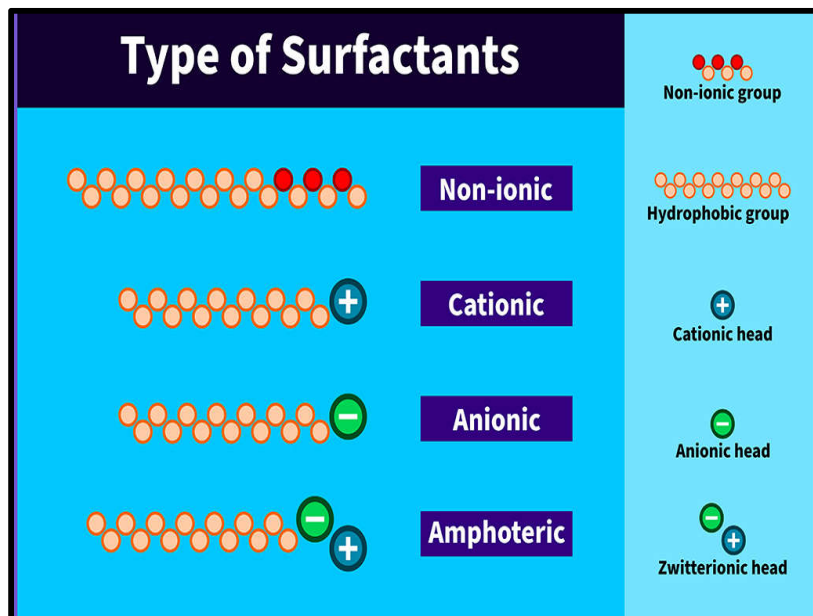 Type of Surfactants
Non-ionic
Cationic
Anionic
Amphoteric
Non-ionic group
Hydrophobic group
+
Cationic head
−
Anionic head
−
+
Zwitterionic head